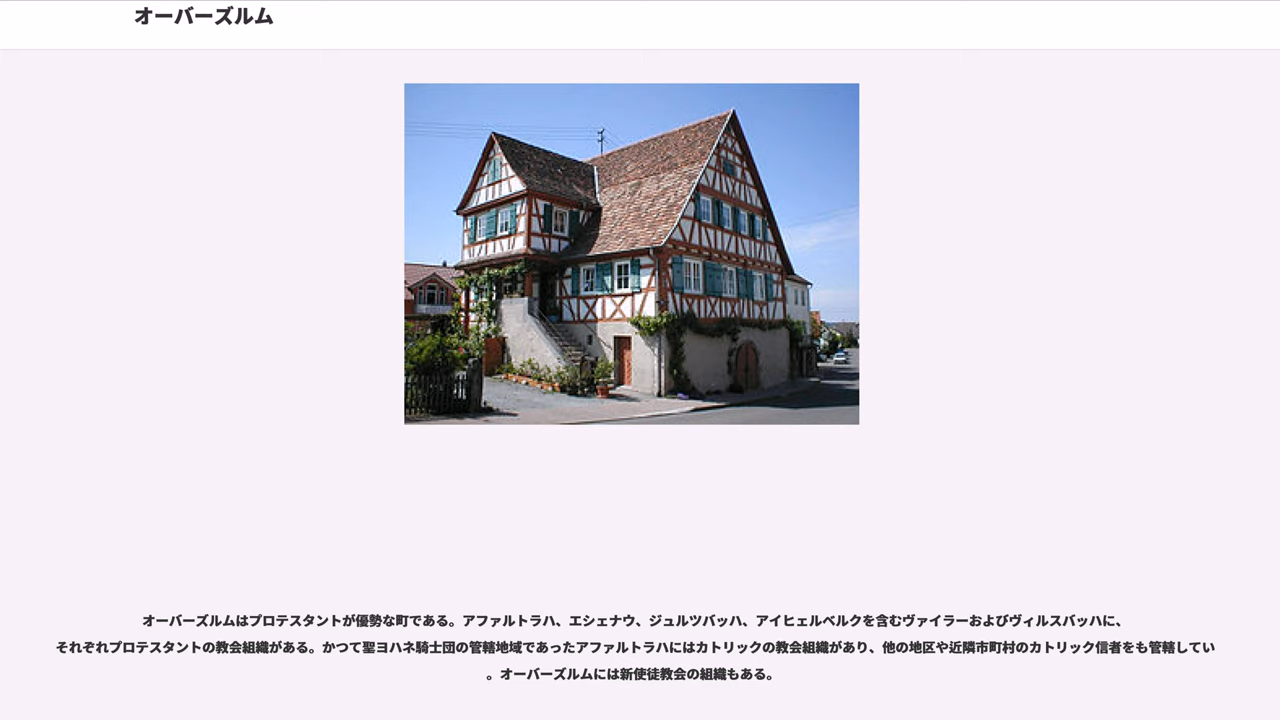 オーバーズルム
オーバーズルムはプロテスタントが優勢な町である。アファルトラハ、エシェナウ、ジュルツバッハ、アイヒェルベルクを含むヴァイラーおよびヴィルスバッハに、
それぞれプロテスタントの教会組織がある。かつて聖ヨハネ騎士団の管轄地域であったアファルトラハにはカトリックの教会組織があり、他の地区や近隣市町村のカトリック信者をも管轄してい
。オーバーズルムには新使徒教会の組織もある。